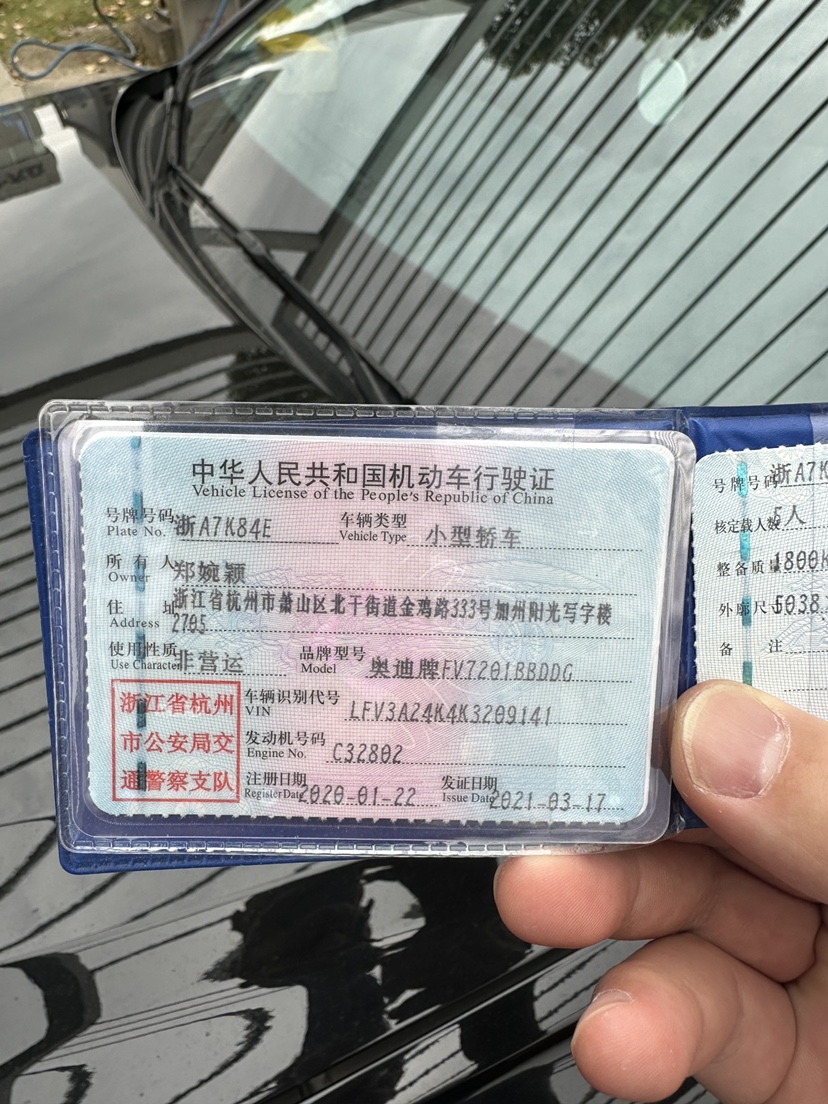 中华人民共和国机动车行驶证
Vehicle License of the People's Republic of China
号牌号码 浙A7K84E 车辆类型 小型轿车
Plate No. Vehicle Type
所有人 郑婉颖
Owner
住址 浙江省杭州市萧山区北干街道金鸡路333号加州阳光写字楼
Address 2705
使用性质 非营运 品牌型号 奥迪牌FV7201BBDDG
Use Character Model
浙江省杭州
市公安局交
通警察支队
车辆识别代号 LFV3A24K4K3209141
VIN
发动机号码 C32802
Engine No.
注册日期 2020-01-22 发证日期 2021-03-17
Register Date Issue Date
号牌号码 浙A7K
核定载人数 5人
整备质量 1800K
外廓尺寸 5038
备注